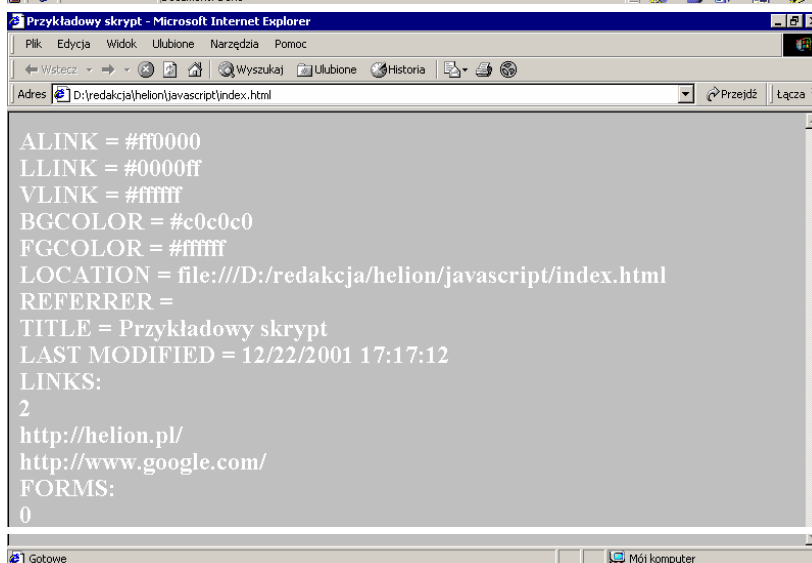 Przykładowy skrypt - Microsoft Internet Explorer
Plik Edycja Widok Ulubione Narzędzia Pomoc
Wstecz Wyszukaj Ulubione Historia
Adres D:\redakcja\helion\javascript\index.html Przejdź Łącza
ALINK = #ff0000
LLINK = #0000ff
VLINK = #ffffff
BGCOLOR = #c0c0c0
FGCOLOR = #ffffff
LOCATION = file:///D:/redakcja/helion/javascript/index.html
REFERRER =
TITLE = Przykładowy skrypt
LAST MODIFIED = 12/22/2001 17:17:12
LINKS:
2
http://helion.pl/
http://www.google.com/
FORMS:
0
Gotowe Mój komputer